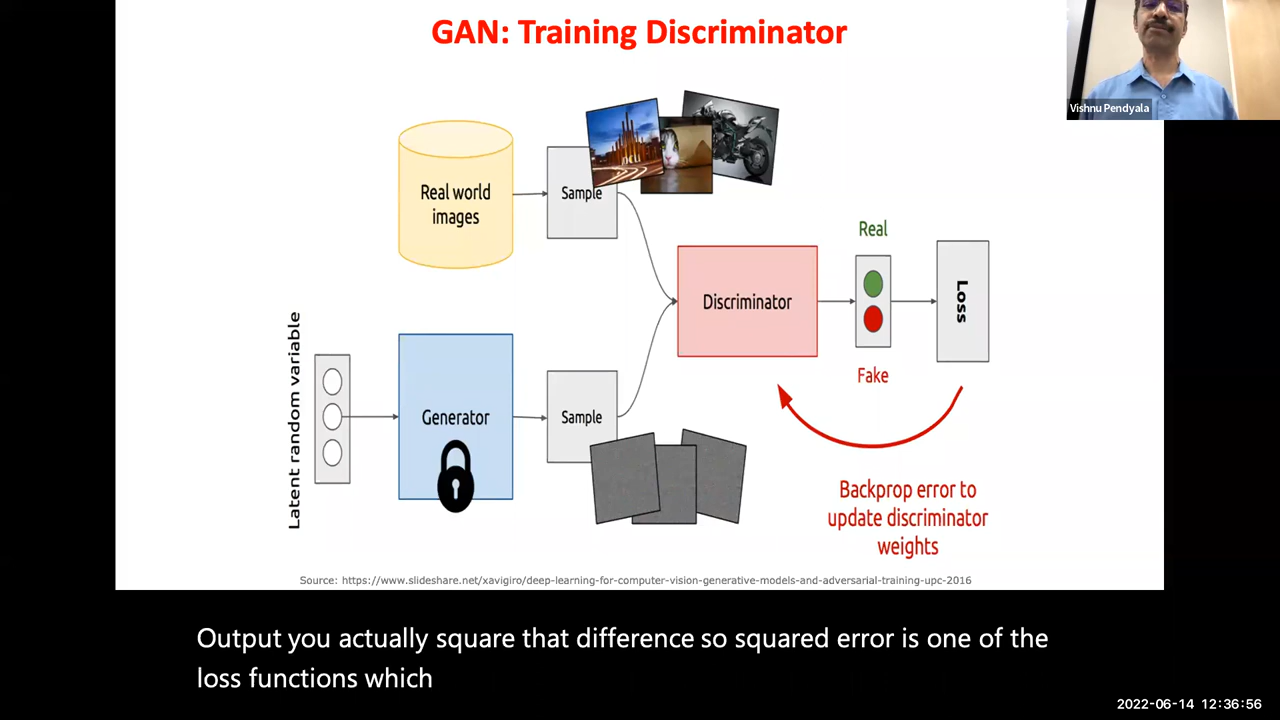 GAN: Training Discriminator
Vishnu Pendyala
Real world
images
Sample
Real
Discriminator
Loss
Fake
Latent random variable
Generator
Sample
Backprop error to
update discriminator
weights
Source: https://www.slideshare.net/xavigiro/deep-learning-for-computer-vision-generative-models-and-adversarial-training-upc-2016
Output you actually square that difference so squared error is one of the
loss functions which
2022-06-14 12:36:56